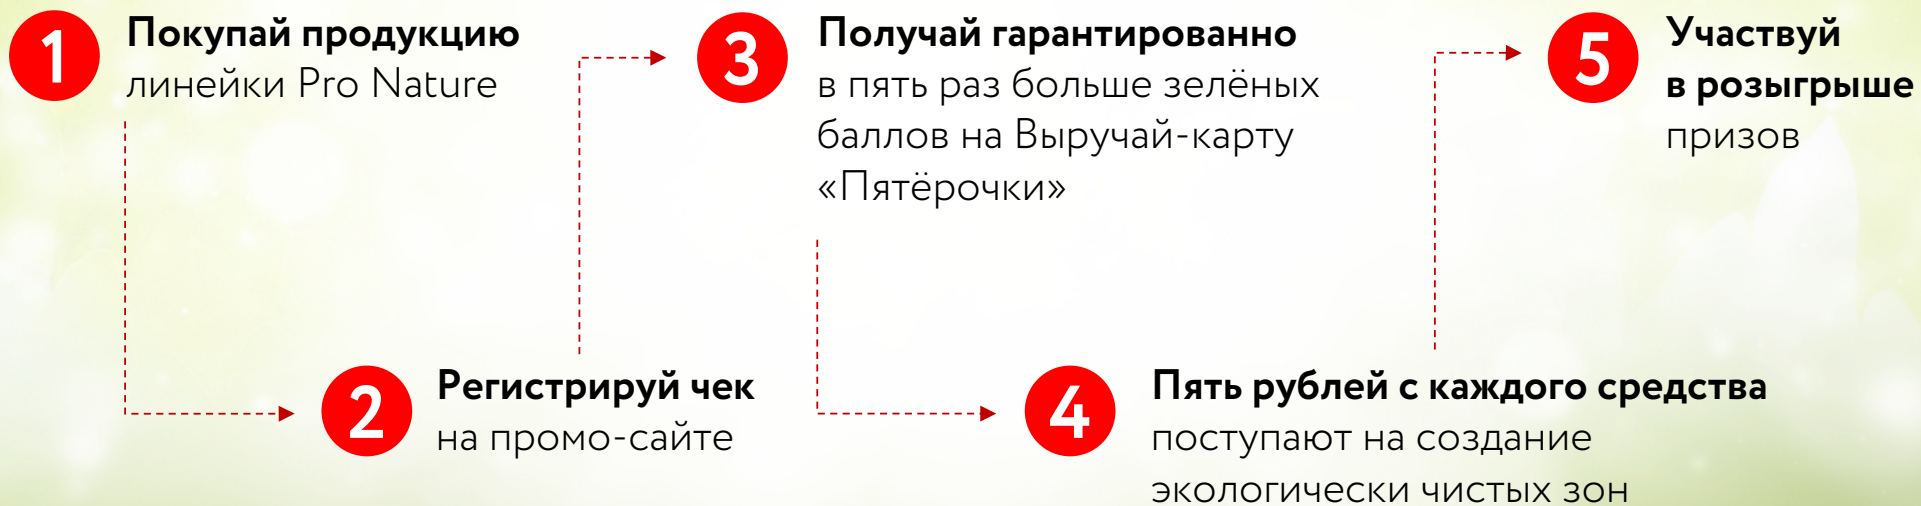 1
Покупай продукцию
линейки Pro Nature
2
Регистрируй чек
на промо-сайте
3
Получай гарантированно
в пять раз больше зелёных
баллов на Выручай-карту
«Пятёрочки»
4
Пять рублей с каждого средства
поступают на создание
экологически чистых зон
5
Участвуй
в розыгрыше
призов